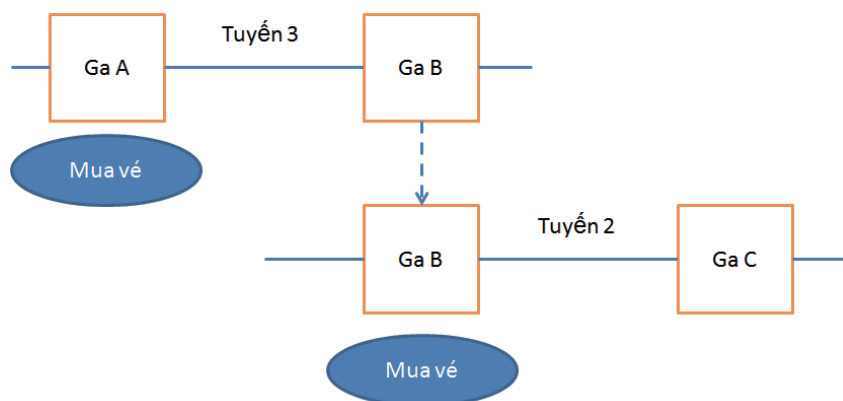 Tuyến 3
Ga A
Ga B
Mua vé
Tuyến 2
Ga B
Ga C
Mua vé